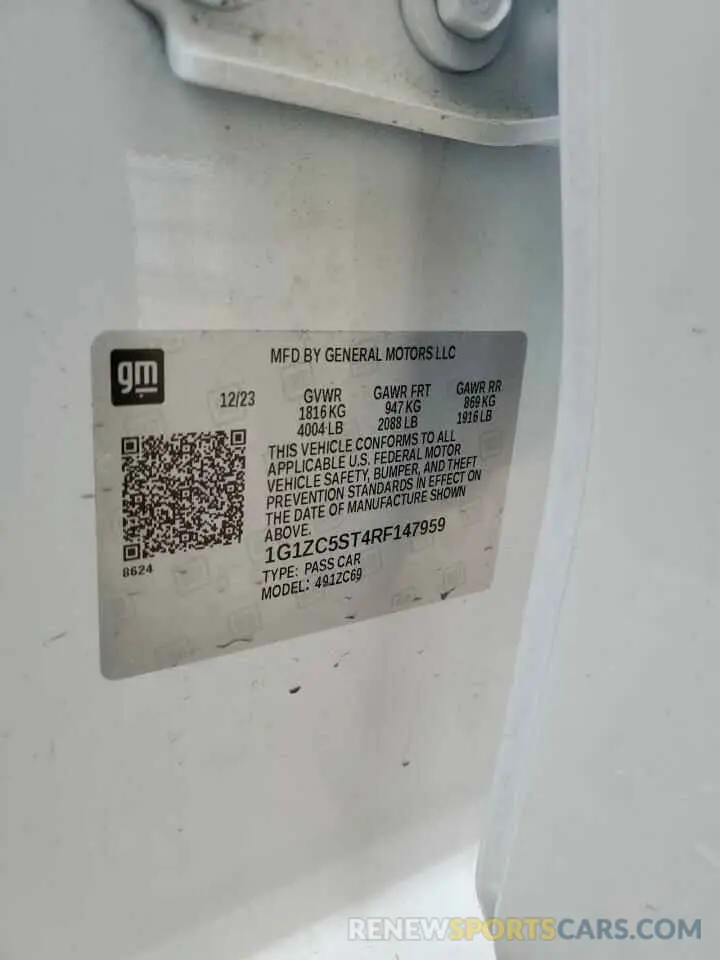 MFD BY GENERAL MOTORS LLC
gm
12/23 GVWR GAWR FRT GAWR RR
1816 KG 947 KG 869 KG
4004 LB 2088 LB 1916 LB
THIS VEHICLE CONFORMS TO ALL
APPLICABLE U.S. FEDERAL MOTOR
VEHICLE SAFETY, BUMPER, AND THEFT
PREVENTION STANDARDS IN EFFECT ON
THE DATE OF MANUFACTURE SHOWN
ABOVE.
1G1ZC5ST4RF147959
8624
TYPE: PASS CAR
MODEL: 491ZC69
RENEWSPORTSCARS.COM